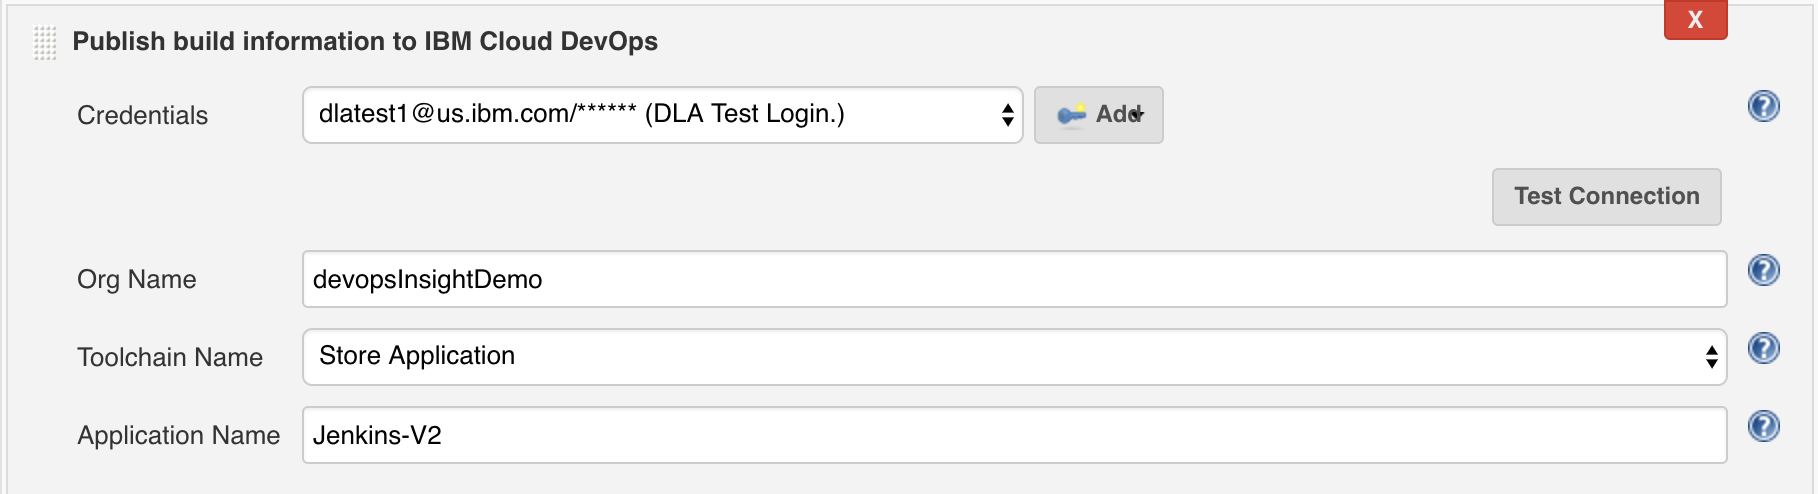 X
Publish build information to IBM Cloud DevOps
Credentials dlatest1@us.ibm.com/****** (DLA Test Login.) Add
Test Connection
Org Name devopsInsightDemo
Toolchain Name Store Application
Application Name Jenkins-V2